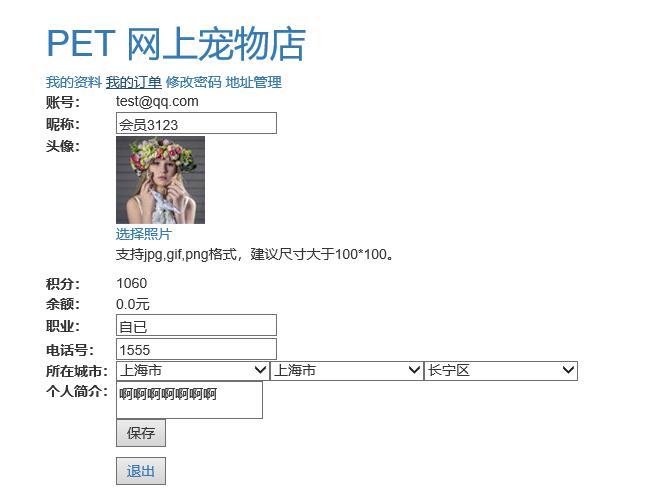 PET 网上宠物店
我的资料 我的订单 修改密码 地址管理
账号： test@qq.com
昵称： 会员3123
头像：
选择照片
支持jpg,gif,png格式，建议尺寸大于100*100。
积分： 1060
余额： 0.0元
职业： 自已
电话号： 1555
所在城市： 上海市 上海市 长宁区
个人简介： 啊啊啊啊啊啊啊
保存
退出